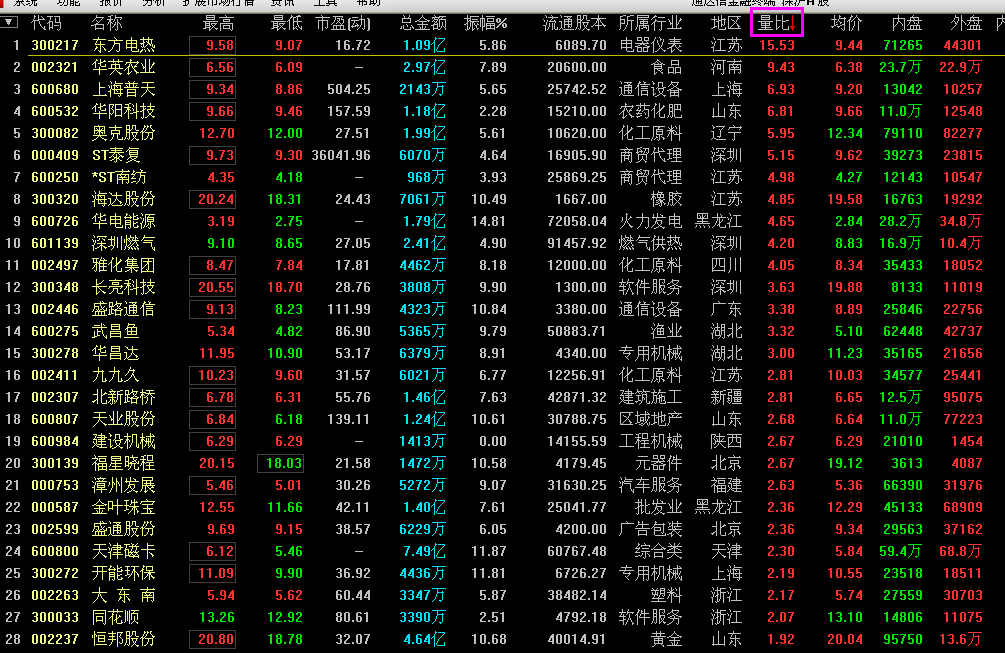 系统 功能 报价 分析 扩展市场行情 资讯 工具 帮助 通达信金融终端 深沪A股
代码 名称 最高 最低 市盈(动) 总金额 振幅% 流通股本 所属行业 地区 量比↓ 均价 内盘 外盘
1 300217 东方电热 9.58 9.07 16.72 1.09亿 5.86 6089.70 电器仪表 江苏 15.53 9.44 71265 44301
2 002321 华英农业 6.56 6.09 — 2.97亿 7.89 20600.00 食品 河南 9.43 6.38 23.7万 22.9万
3 600680 上海普天 9.34 8.86 504.25 2143万 5.65 25742.52 通信设备 上海 6.93 9.20 13042 10257
4 600532 华阳科技 9.66 9.46 157.59 1.18亿 2.28 15210.00 农药化肥 山东 6.81 9.66 11.0万 12548
5 300082 奥克股份 12.70 12.00 27.51 1.99亿 5.61 10620.00 化工原料 辽宁 5.95 12.34 79110 82277
6 000409 ST泰复 9.73 9.30 36041.96 6070万 4.64 16905.90 商贸代理 深圳 5.15 9.62 39273 23815
7 600250 *ST南纺 4.35 4.18 — 968万 3.93 25869.25 商贸代理 江苏 4.98 4.27 12143 10547
8 300320 海达股份 20.24 18.31 24.43 7061万 10.49 1667.00 橡胶 江苏 4.85 19.58 16763 19292
9 600726 华电能源 3.19 2.75 — 1.79亿 14.81 72058.04 火力发电 黑龙江 4.65 2.84 28.2万 34.8万
10 601139 深圳燃气 9.10 8.65 27.05 2.41亿 4.90 91457.92 燃气供热 深圳 4.20 8.83 16.9万 10.4万
11 002497 雅化集团 8.47 7.84 17.81 4462万 8.18 12000.00 化工原料 四川 4.05 8.34 35433 18052
12 300348 长亮科技 20.55 18.70 28.76 3808万 9.90 1300.00 软件服务 深圳 3.63 19.88 8133 11019
13 002446 盛路通信 9.13 8.23 111.99 4323万 10.84 3380.00 通信设备 广东 3.38 8.89 25846 22756
14 600275 武昌鱼 5.34 4.82 86.90 5365万 9.79 50883.71 渔业 湖北 3.32 5.10 62448 42737
15 300278 华昌达 11.95 10.90 53.17 6379万 8.91 4340.00 专用机械 湖北 3.00 11.23 35165 21656
16 002411 九九久 10.23 9.60 31.57 6021万 6.77 12256.91 化工原料 江苏 2.81 10.03 34577 25441
17 002307 北新路桥 6.78 6.31 55.76 1.46亿 7.63 42871.32 建筑施工 新疆 2.81 6.65 12.5万 95075
18 600807 天业股份 6.84 6.18 139.11 1.24亿 10.61 30788.75 区域地产 山东 2.68 6.64 11.0万 77223
19 600984 建设机械 6.29 6.29 — 1413万 0.00 14155.59 工程机械 陕西 2.67 6.29 21010 1454
20 300139 福星晓程 20.15 18.03 21.58 1472万 10.58 4179.45 元器件 北京 2.67 19.12 3613 4087
21 000753 漳州发展 5.46 5.01 30.26 5272万 9.07 31630.25 汽车服务 福建 2.63 5.36 66390 31976
22 000587 金叶珠宝 12.55 11.66 42.11 1.40亿 7.61 25041.77 批发业 黑龙江 2.36 12.29 45133 68909
23 002599 盛通股份 9.69 9.15 38.57 6229万 6.05 4200.00 广告包装 北京 2.36 9.34 29563 37162
24 600800 天津磁卡 6.12 5.46 — 7.49亿 11.87 60767.48 综合类 天津 2.30 5.84 59.4万 68.8万
25 300272 开能环保 11.09 9.90 36.92 4436万 11.81 6726.27 专用机械 上海 2.19 10.55 23518 18511
26 002263 大 东 南 5.94 5.62 60.44 3347万 5.87 38482.14 塑料 浙江 2.17 5.74 27559 30703
27 300033 同花顺 13.26 12.92 80.61 3390万 2.51 4792.18 软件服务 浙江 2.07 13.10 14806 11075
28 002237 恒邦股份 20.80 18.78 32.07 4.64亿 10.68 40014.91 黄金 山东 1.92 20.04 95750 13.6万